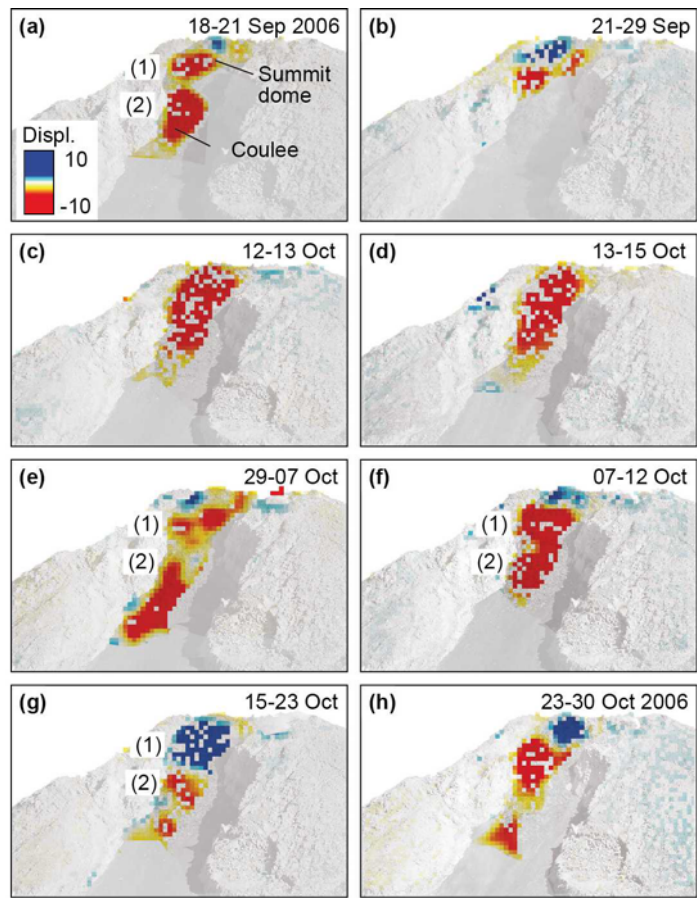 (a) 18-21 Sep 2006
(1)
Summit
dome
(2)
Coulee
Displ.
10
-10
(b) 21-29 Sep
(c) 12-13 Oct
(d) 13-15 Oct
(e) 29-07 Oct
(1)
(2)
(f) 07-12 Oct
(1)
(2)
(g) 15-23 Oct
(1)
(2)
(h) 23-30 Oct 2006